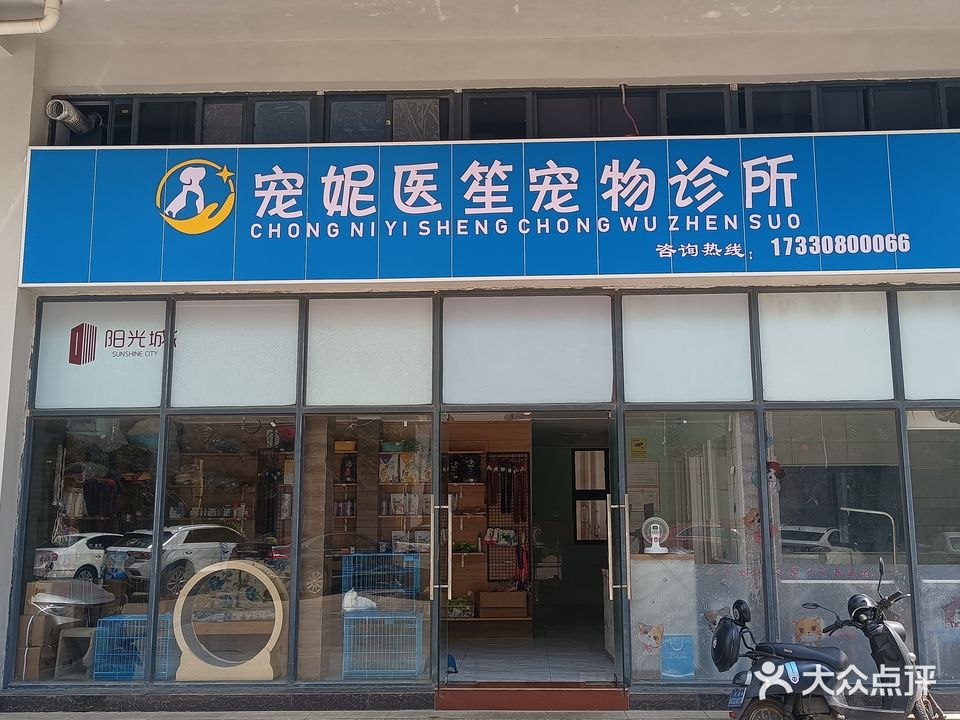 宠妮医笙宠物诊所
CHONG NI YI SHENG CHONG WU ZHEN SUO
咨询热线：17330800066
阳光城
SUNSHINE CITY
大众点评